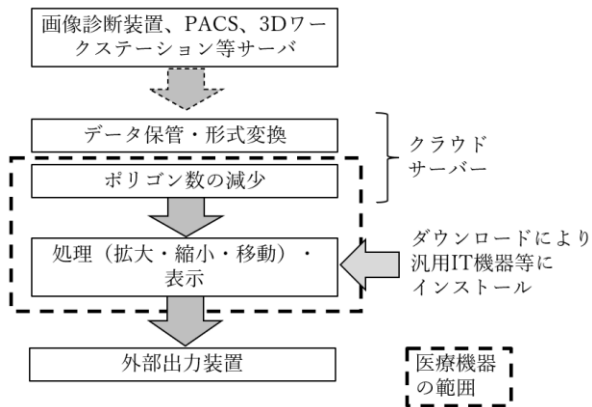 画像診断装置、PACS、3Dワー
クステーション等サーバ
データ保管・形式変換
ポリゴン数の減少
クラウド
サーバー
処理（拡大・縮小・移動）・
表示
ダウンロードにより
汎用IT機器等に
インストール
外部出力装置
医療機器
の範囲